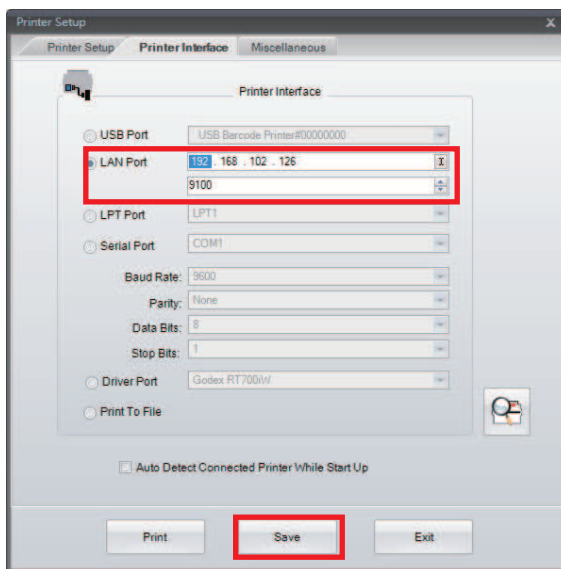 Printer Setup X
Printer Setup Printer Interface Miscellaneous
Printer Interface
USB Port USB Barcode Printer#00000000
LAN Port 192 . 168 . 102 . 126 X
9100
LPT Port LPT1
Serial Port COM1
Baud Rate: 9600
Parity: None
Data Bits: 8
Stop Bits: 1
Driver Port Godex RT700iW
Print To File
Auto Detect Connected Printer While Start Up
Print Save Exit